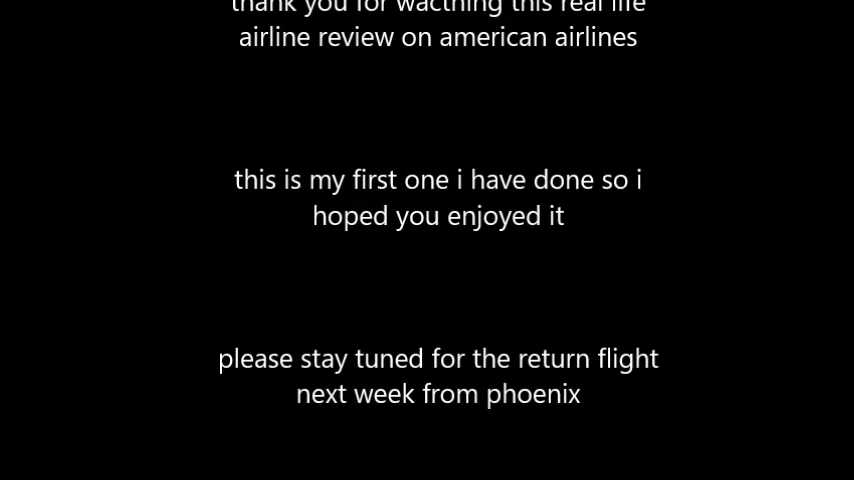 thank you for wacthing this real life
airline review on american airlines
this is my first one i have done so i
hoped you enjoyed it
please stay tuned for the return flight
next week from phoenix